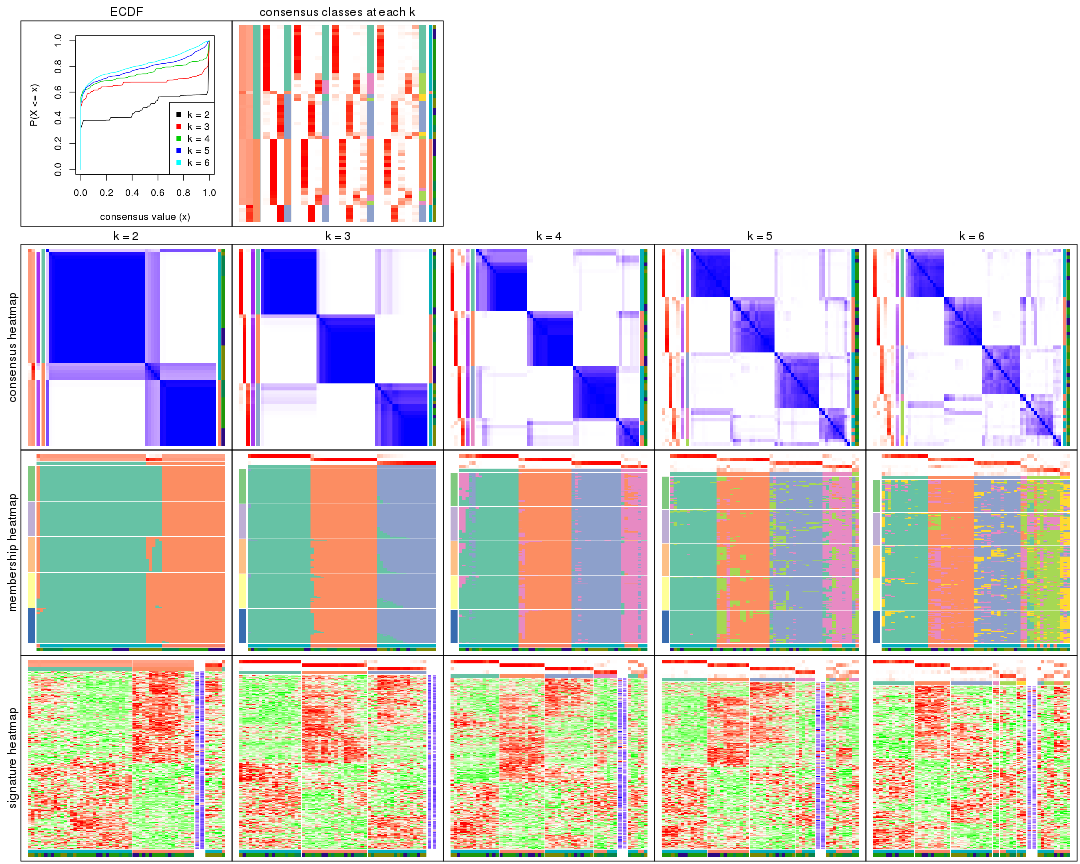 ECDF
consensus classes at each k
P(X <= x)
1.0
0.8
0.6
0.4
0.2
0.0
k = 2
k = 3
k = 4
k = 5
k = 6
0.0 0.2 0.4 0.6 0.8 1.0
consensus value (x)
k = 2 k = 3 k = 4 k = 5 k = 6
consensus heatmap
membership heatmap
signature heatmap